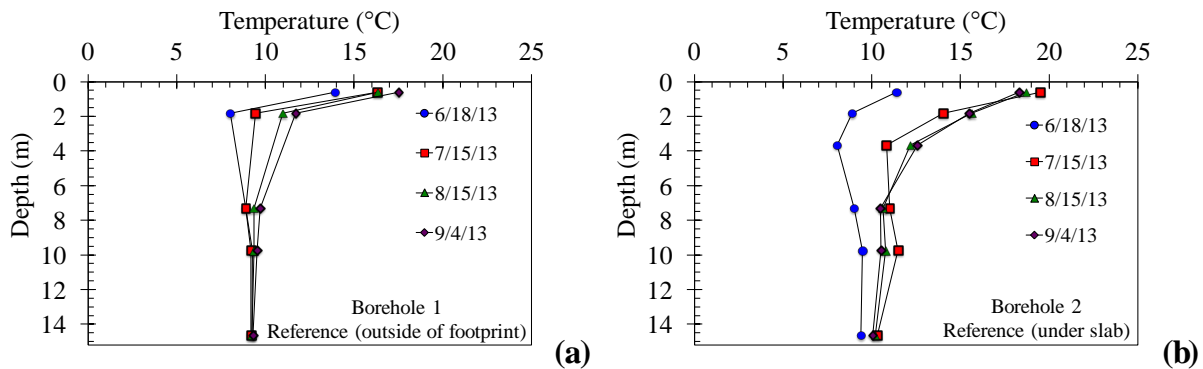 Temperature (°C)
0 5 10 15 20 25
0
2
4
6
8
10
12
14
Depth (m)
6/18/13
7/15/13
8/15/13
9/4/13
Borehole 1
Reference (outside of footprint)
(a)
Temperature (°C)
0 5 10 15 20 25
0
2
4
6
8
10
12
14
Depth (m)
6/18/13
7/15/13
8/15/13
9/4/13
Borehole 2
Reference (under slab)
(b)